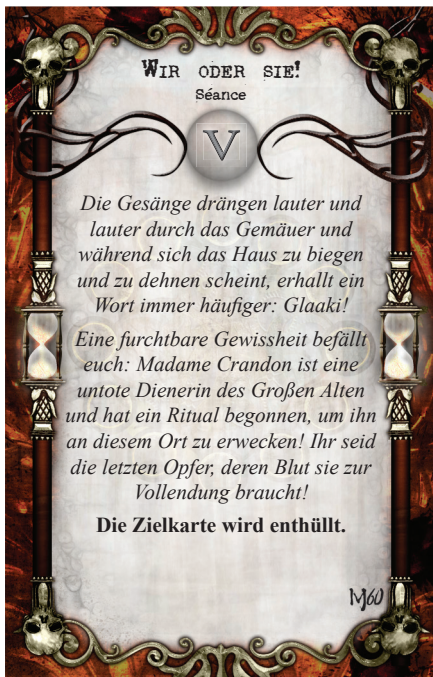 Wir oder sie!
Séance
V
Die Gesänge drängen lauter und
lauter durch das Gemäuer und
während sich das Haus zu biegen
und zu dehnen scheint, erhallt ein
Wort immer häufiger: Glaaki!
Eine furchtbare Gewissheit befällt
euch: Madame Crandon ist eine
untote Dienerin des Großen Alten
und hat ein Ritual begonnen, um ihn
an diesem Ort zu erwecken! Ihr seid
die letzten Opfer, deren Blut sie zur
Vollendung braucht!
Die Zielkarte wird enthüllt.
MJ60